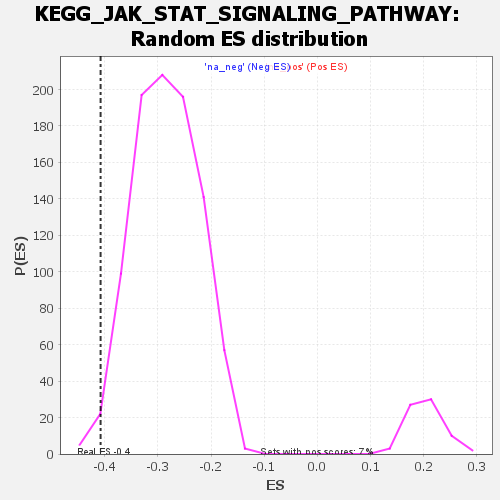 KEGG_JAK_STAT_SIGNALING_PATHWAY:
Random ES distribution
'na_neg' (Neg ES) (Pos ES)
P(ES)
200
180
160
140
120
100
80
60
40
20
0
Real ES -0.4
Sets with pos scores: 7%
-0.4 -0.3 -0.2 -0.1 0.0 0.1 0.2 0.3
ES